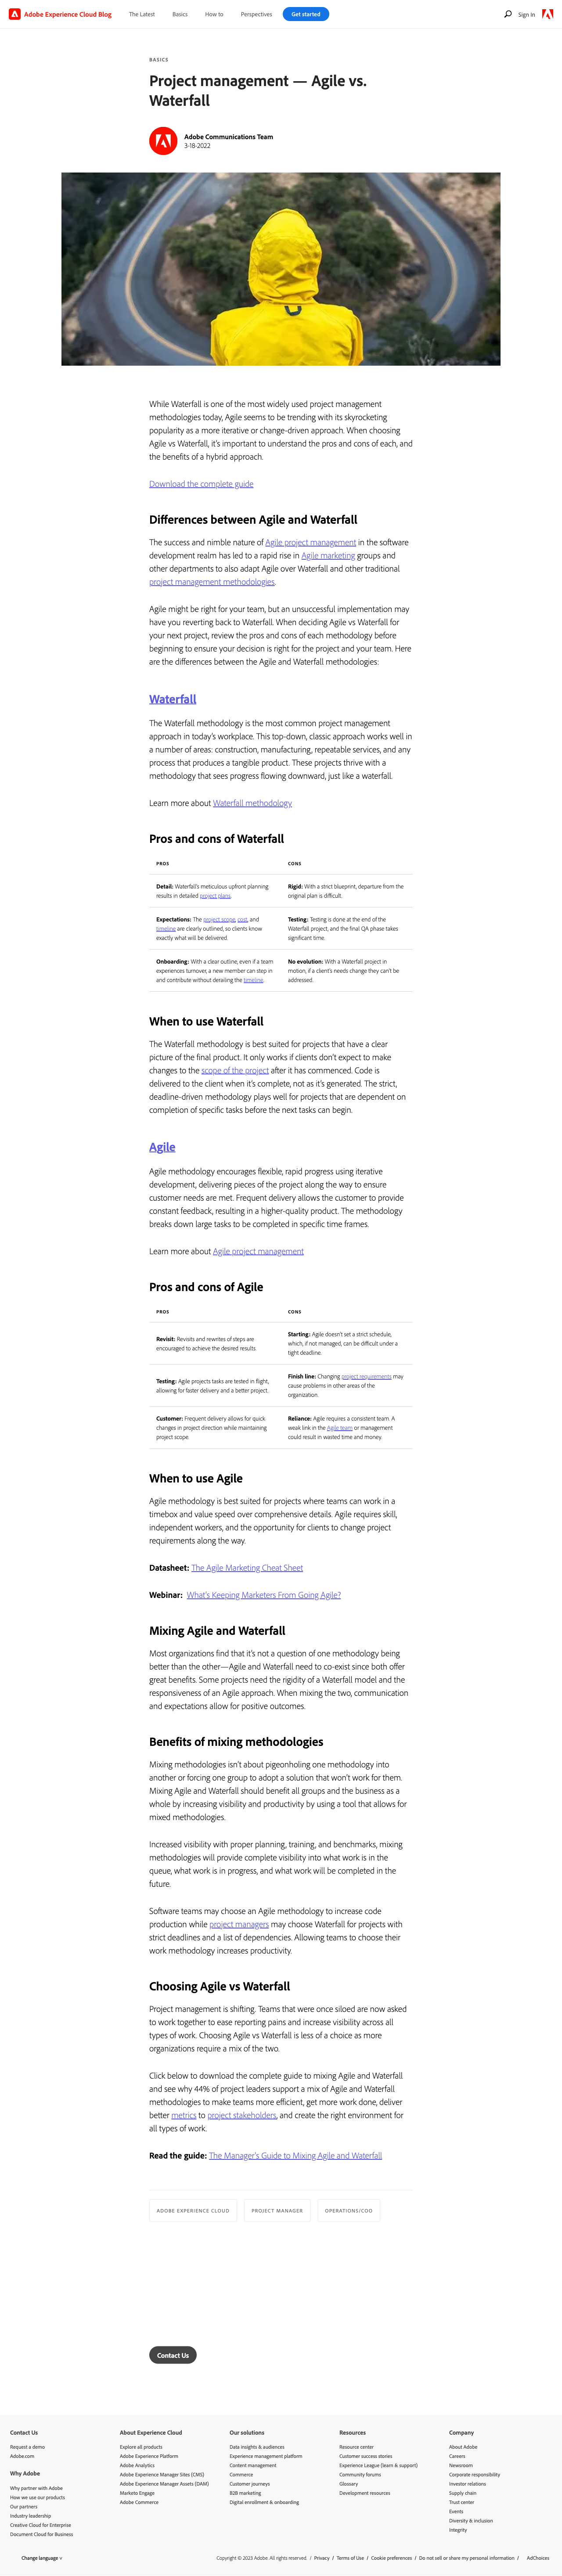 Adobe Experience Cloud Blog
The Latest
Basics
How to
Perspectives
Get started
Sign In
BASICS
Project management — Agile vs.
Waterfall
Adobe Communications Team
3-18-2022
While Waterfall is one of the most widely used project management
methodologies today, Agile seems to be trending with its skyrocketing
popularity as a more iterative or change-driven approach. When choosing
Agile vs Waterfall, it's important to understand the pros and cons of each, and
the benefits of a hybrid approach.
Download the complete guide
Differences between Agile and Waterfall
The success and nimble nature of Agile project management in the software
development realm has led to a rapid rise in Agile marketing groups and
other departments to also adapt Agile over Waterfall and other traditional
project management methodologies.
Agile might be right for your team, but an unsuccessful implementation may
have you reverting back to Waterfall. When deciding Agile vs Waterfall for
your next project, review the pros and cons of each methodology before
beginning to ensure your decision is right for the project and your team. Here
are the differences between the Agile and Waterfall methodologies:
Waterfall
The Waterfall methodology is the most common project management
approach in today's workplace. This top-down, classic approach works well in
a number of areas: construction, manufacturing, repeatable services, and any
process that produces a tangible product. These projects thrive with a
methodology that sees progress flowing downward, just like a waterfall.
Learn more about Waterfall methodology
Pros and cons of Waterfall
PROS
CONS
Detail: Waterfall's meticulous upfront planning
results in detailed project plans.
Rigid: With a strict blueprint, departure from the
original plan is difficult.
Expectations: The project scope, cost, and
timeline are clearly outlined, so clients know
exactly what will be delivered.
Testing: Testing is done at the end of the
Waterfall project, and the final QA phase takes
significant time.
Onboarding: With a clear outline, even if a team
experiences turnover, a new member can step in
and contribute without derailing the timeline.
No evolution: With a Waterfall project in
motion, if a client's needs change they can't be
addressed.
When to use Waterfall
The Waterfall methodology is best suited for projects that have a clear
picture of the final product. It only works if clients don't expect to make
changes to the scope of the project after it has commenced. Code is
delivered to the client when it's complete, not as it's generated. The strict,
deadline-driven methodology plays well for projects that are dependent on
completion of specific tasks before the next tasks can begin.
Agile
Agile methodology encourages flexible, rapid progress using iterative
development, delivering pieces of the project along the way to ensure
customer needs are met. Frequent delivery allows the customer to provide
constant feedback, resulting in a higher-quality product. The methodology
breaks down large tasks to be completed in specific time frames.
Learn more about Agile project management
Pros and cons of Agile
PROS
CONS
Revisit: Revisits and rewrites of steps are
encouraged to achieve the desired results.
Starting: Agile doesn't set a strict schedule,
which, if not managed, can be difficult under a
tight deadline.
Testing: Agile projects tasks are tested in flight,
allowing for faster delivery and a better project.
Finish line: Changing project requirements may
cause problems in other areas of the
organization.
Customer: Frequent delivery allows for quick
changes in project direction while maintaining
project scope.
Reliance: Agile requires a consistent team. A
weak link in the Agile team or management
could result in wasted time and money.
When to use Agile
Agile methodology is best suited for projects where teams can work in a
timebox and value speed over comprehensive details. Agile requires skill,
independent workers, and the opportunity for clients to change project
requirements along the way.
Datasheet: The Agile Marketing Cheat Sheet
Webinar: What's Keeping Marketers From Going Agile?
Mixing Agile and Waterfall
Most organizations find that it's not a question of one methodology being
better than the other—Agile and Waterfall need to co-exist since both offer
great benefits. Some projects need the rigidity of a Waterfall model and the
responsiveness of an Agile approach. When mixing the two, communication
and expectations allow for positive outcomes.
Benefits of mixing methodologies
Mixing methodologies isn't about pigeonholing one methodology into
another or forcing one group to adopt a solution that won't work for them.
Mixing Agile and Waterfall should benefit all groups and the business as a
whole by increasing visibility and productivity by using a tool that allows for
mixed methodologies.
Increased visibility with proper planning, training, and benchmarks, mixing
methodologies will provide complete visibility into what work is in the
queue, what work is in progress, and what work will be completed in the
future.
Software teams may choose an Agile methodology to increase code
production while project managers may choose Waterfall for projects with
strict deadlines and a list of dependencies. Allowing teams to choose their
work methodology increases productivity.
Choosing Agile vs Waterfall
Project management is shifting. Teams that were once siloed are now asked
to work together to ease reporting pains and increase visibility across all
types of work. Choosing Agile vs Waterfall is less of a choice as more
organizations require a mix of the two.
Click below to download the complete guide to mixing Agile and Waterfall
and see why 44% of project leaders support a mix of Agile and Waterfall
methodologies to make teams more efficient, get more work done, deliver
better metrics to project stakeholders, and create the right environment for
all types of work.
Read the guide: The Manager's Guide to Mixing Agile and Waterfall
ADOBE EXPERIENCE CLOUD
PROJECT MANAGER
OPERATIONS/COO
Contact Us
Contact Us
Request a demo
Adobe.com
Why Adobe
Why partner with Adobe
How we use our products
Our partners
Industry leadership
Creative Cloud for Enterprise
Document Cloud for Business
About Experience Cloud
Explore all products
Adobe Experience Platform
Adobe Analytics
Adobe Experience Manager Sites (CMS)
Adobe Experience Manager Assets (DAM)
Marketo Engage
Adobe Commerce
Our solutions
Data insights & audiences
Experience management platform
Content management
Commerce
Customer journeys
B2B marketing
Digital enrollment & onboarding
Resources
Resource center
Customer success stories
Experience League (learn & support)
Community forums
Glossary
Development resources
Company
About Adobe
Careers
Newsroom
Corporate responsibility
Investor relations
Supply chain
Trust center
Events
Diversity & inclusion
Integrity
Change language
Copyright © 2023 Adobe. All rights reserved. / Privacy / Terms of Use / Cookie preferences / Do not sell or share my personal information / AdChoices